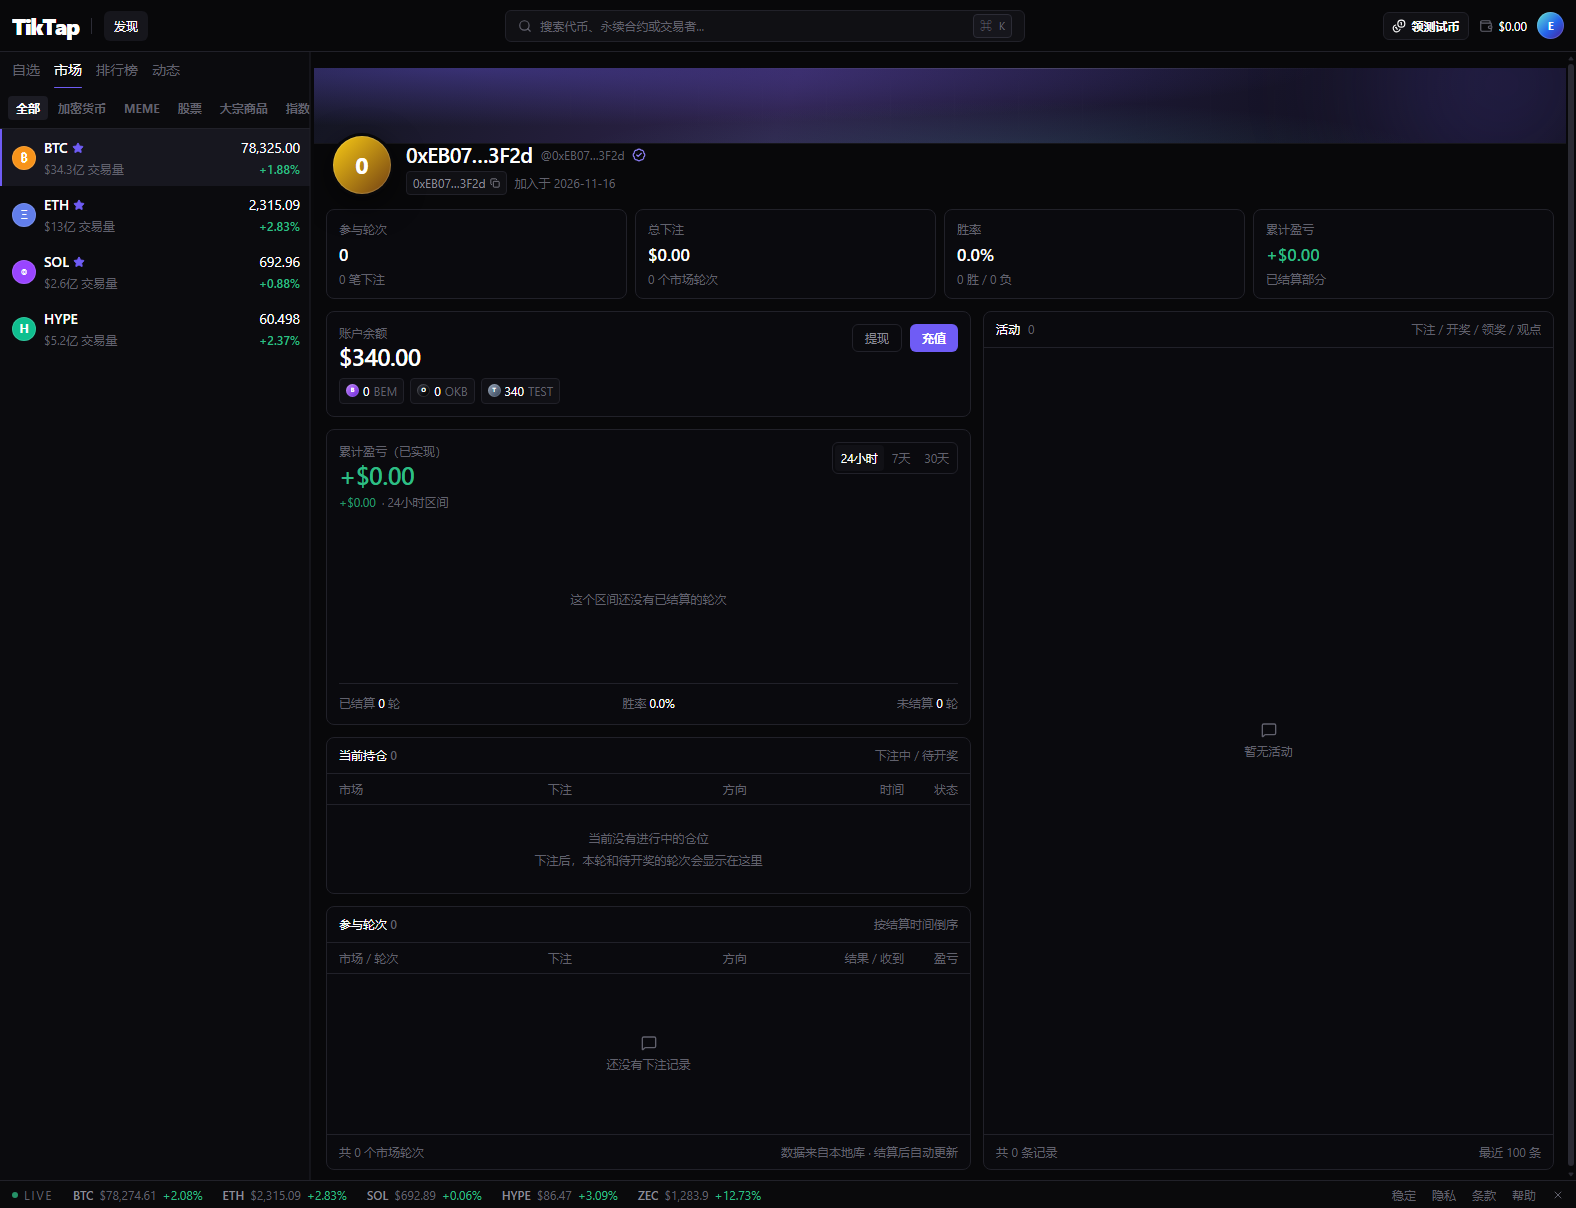 TikTap
发现
搜索代币、永续合约或交易者...
⌘ K
领测试币
$0.00
E
自选 市场 排行榜 动态
全部 加密货币 MEME 股票 大宗商品 指数
BTC 78,325.00
$34.3亿 交易量 +1.88%
ETH 2,315.09
$13亿 交易量 +2.83%
SOL 692.96
$2.6亿 交易量 +0.88%
H
HYPE 60.498
$5.2亿 交易量 +2.37%
0
0xEB07...3F2d @0xEB07...3F2d
0xEB07...3F2d 加入于 2026-11-16
参与轮次
0
0 笔下注
总下注
$0.00
0 个市场轮次
胜率
0.0%
0 胜 / 0 负
累计盈亏
+$0.00
已结算部分
账户余额
$340.00
提现 充值
0 BEM 0 OKB 340 TEST
累计盈亏（已实现）
+$0.00
+$0.00 · 24小时区间
24小时 7天 30天
这个区间还没有已结算的轮次
已结算 0 轮 胜率 0.0% 未结算 0 轮
当前持仓 0 下注中 / 待开奖
市场 下注 方向 时间 状态
当前没有进行中的仓位
下注后，本轮和待开奖的轮次会显示在这里
参与轮次 0 按结算时间倒序
市场 / 轮次 下注 方向 结果 / 收到 盈亏
还没有下注记录
共 0 个市场轮次 数据来自本地库 · 结算后自动更新
活动 0 下注 / 开奖 / 领奖 / 观点
暂无活动
共 0 条记录 最近 100 条
LIVE BTC $78,274.61 +2.08% ETH $2,315.09 +2.83% SOL $692.89 +0.06% HYPE $86.47 +3.09% ZEC $1,283.9 +12.73%
稳定 隐私 条款 帮助 ×